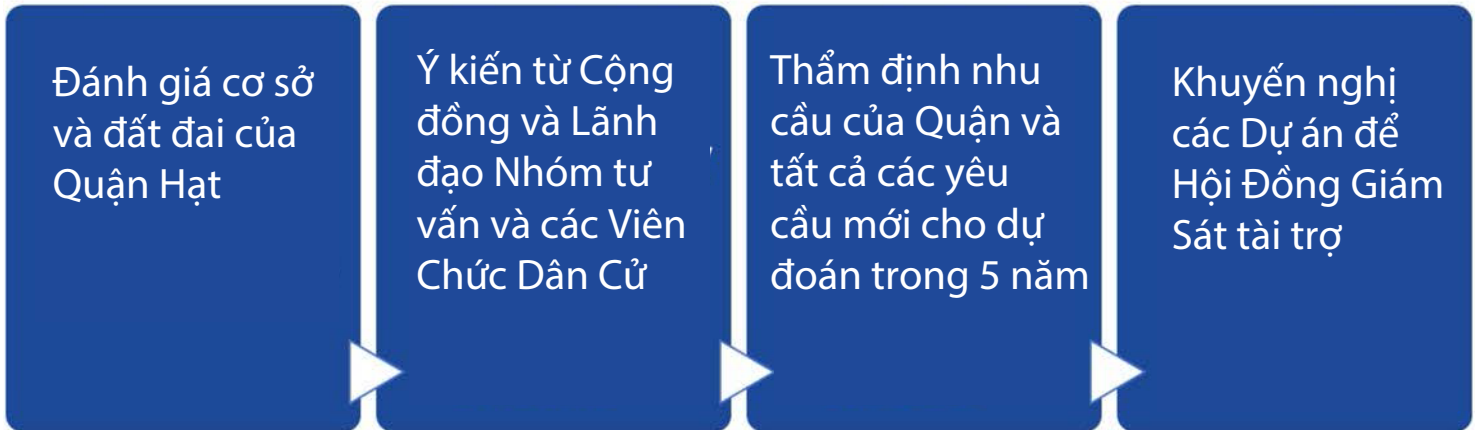 Đánh giá cơ sở
và đất đai của
Quận Hạt
Ý kiến từ Cộng
đồng và Lãnh
đạo Nhóm tư
vấn và các Viên
Chức Dân Cử
Thẩm định nhu
cầu của Quận và
tất cả các yêu
cầu mới cho dự
đoán trong 5 năm
Khuyến nghị
các Dự án để
Hội Đồng Giám
Sát tài trợ